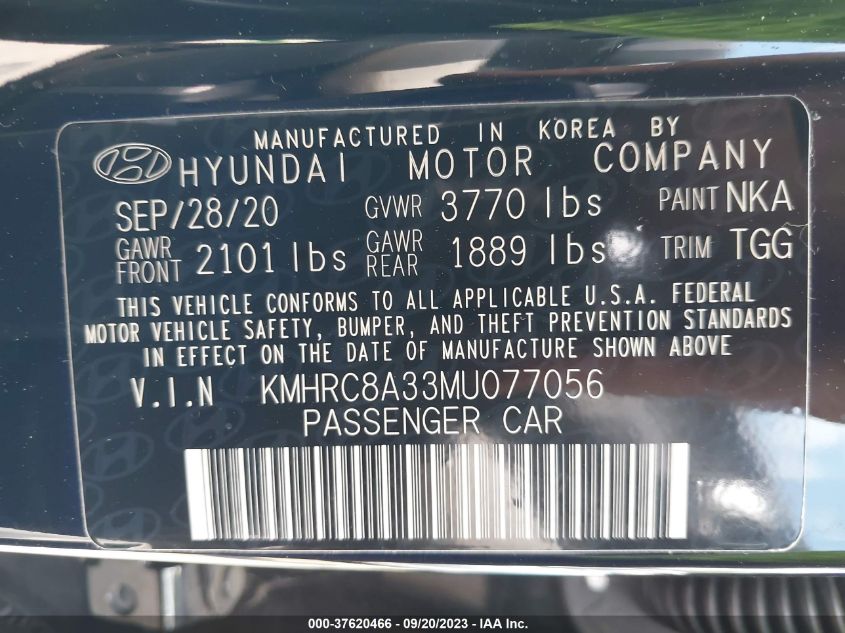 MANUFACTURED IN KOREA BY
HYUNDAI MOTOR COMPANY
SEP/28/20 GVWR 3770 lbs PAINT NKA
GAWR FRONT 2101 lbs GAWR REAR 1889 lbs TRIM TGG
THIS VEHICLE CONFORMS TO ALL APPLICABLE U.S.A. FEDERAL
MOTOR VEHICLE SAFETY, BUMPER, AND THEFT PREVENTION STANDARDS
IN EFFECT ON THE DATE OF MANUFACTURE SHOWN ABOVE.
V.I.N KMHRC8A33MU077056
PASSENGER CAR
000-37620466 - 09/20/2023 - IAA Inc.